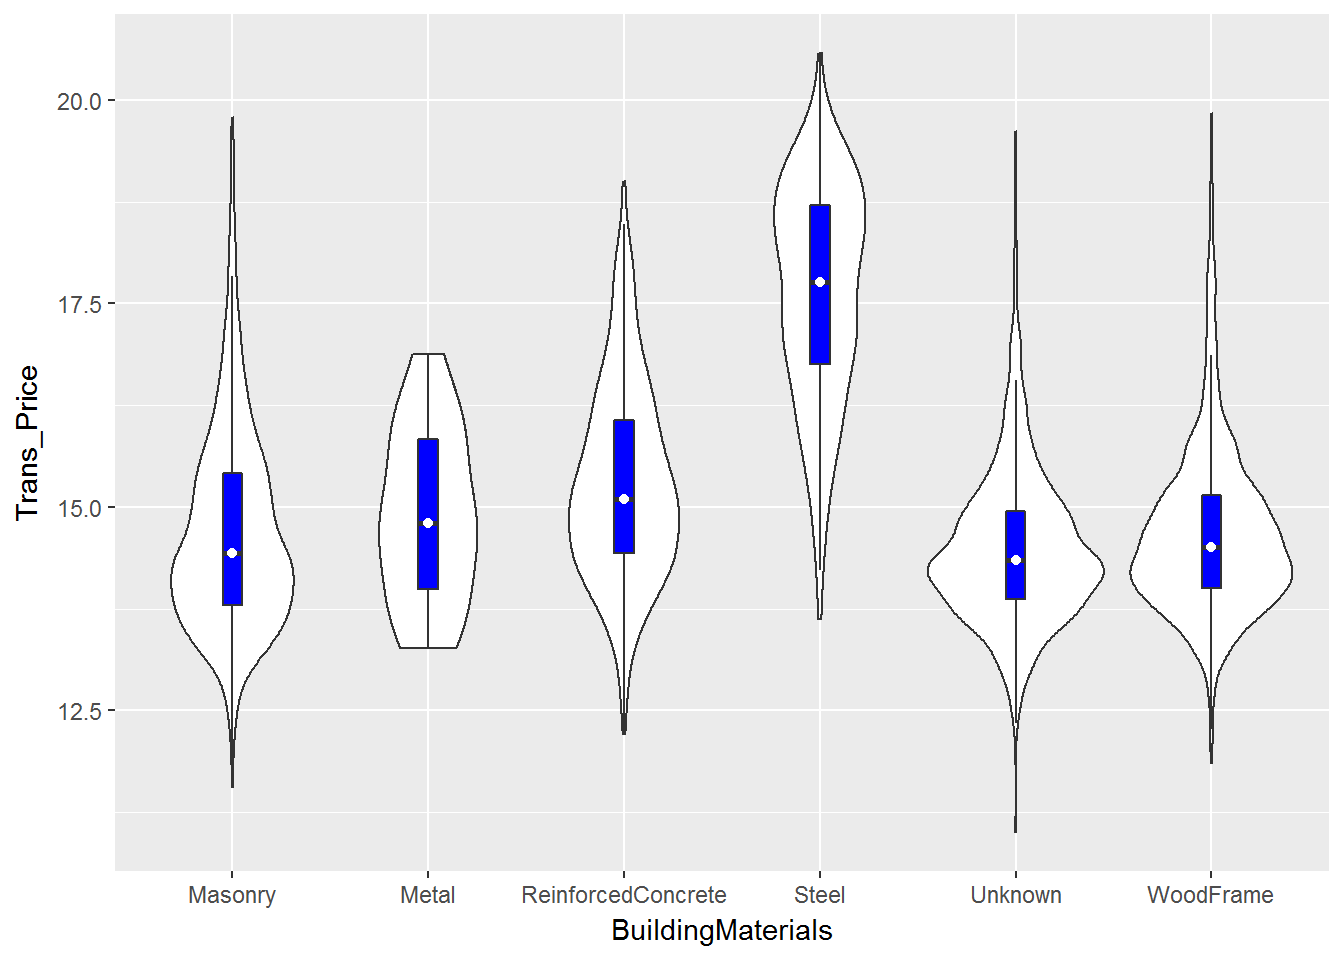 Trans_Price
20.0
17.5
15.0
12.5
Masonry Metal ReinforcedConcrete Steel Unknown WoodFrame
BuildingMaterials